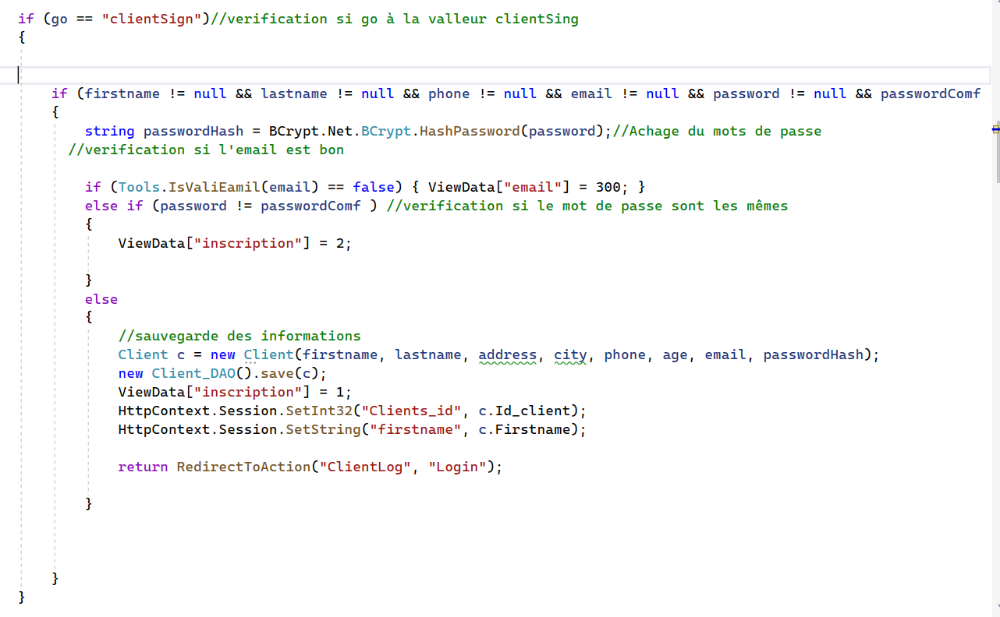 if (go == "clientSign")//verification si go à la valleur clientSing
{
if (firstname != null && lastname != null && phone != null && email != null && password != null && passwordComf
{
string passwordHash = BCrypt.Net.BCrypt.HashPassword(password);//Achage du mots de passe
//verification si l'email est bon
if (Tools.IsValiEamil(email) == false) { ViewData["email"] = 300; }
else if (password != passwordComf ) //verification si le mot de passe sont les mêmes
{
ViewData["inscription"] = 2;
}
else
{
//sauvegarde des informations
Client c = new Client(firstname, lastname, address, city, phone, age, email, passwordHash);
new Client_DAO().save(c);
ViewData["inscription"] = 1;
HttpContext.Session.SetInt32("Clients_id", c.Id_client);
HttpContext.Session.SetString("firstname", c.Firstname);
return RedirectToAction("ClientLog", "Login");
}
}
}